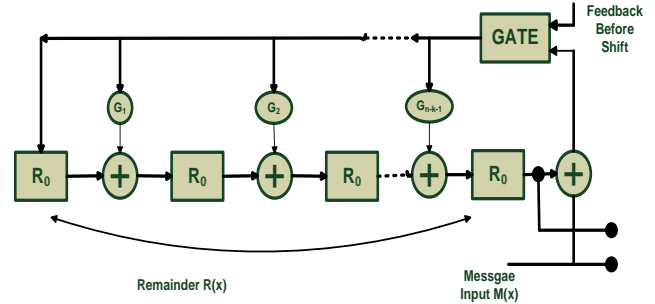 Feedback
Before
Shift
GATE
G1
G2
Gn-k-1
R0 + R0 + R0 + R0 +
Remainder R(x)
Messgae
Input M(x)